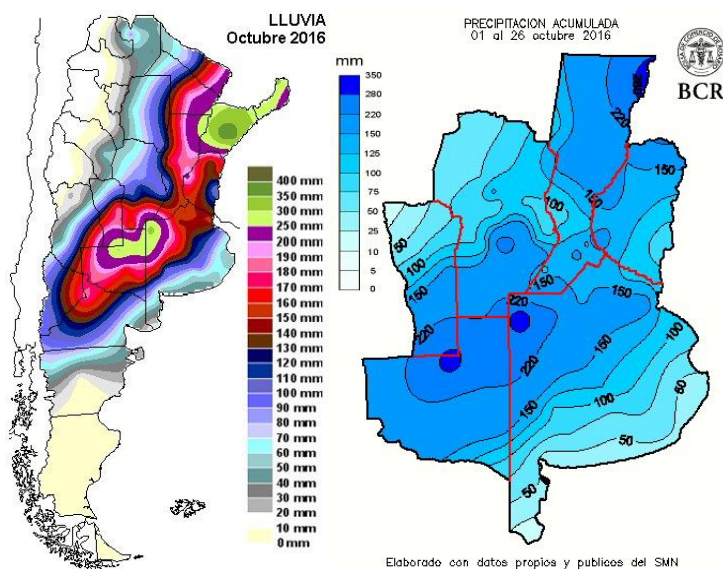 LLUVIA
Octubre 2016
400 mm
350 mm
300 mm
250 mm
200 mm
190 mm
180 mm
170 mm
160 mm
150 mm
140 mm
130 mm
120 mm
110 mm
100 mm
90 mm
80 mm
70 mm
60 mm
50 mm
40 mm
30 mm
20 mm
10 mm
0 mm
PRECIPITACION ACUMULADA
01 al 26 octubre 2016
BCR
mm
350
280
220
150
125
100
75
50
25
10
5
0
220
150
100
50
100
150
150
150
220
220
220
150
100
150
100
60
50
50
Elaborado con datos propios y publicos del SMN